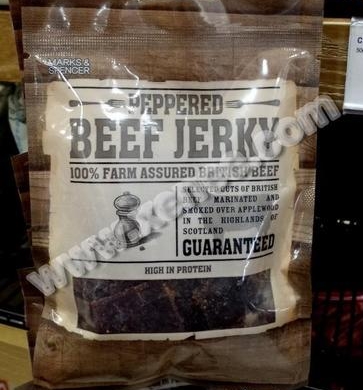 MARKS &
SPENCER
PEPPERED
BEEF JERKY
100% FARM ASSURED BRITISH BEEF
SELECTED CUTS OF BRITISH
BEEF MARINATED AND
SMOKED OVER APPLEWOOD
IN THE HIGHLANDS OF
SCOTLAND
GUARANTEED
HIGH IN PROTEIN